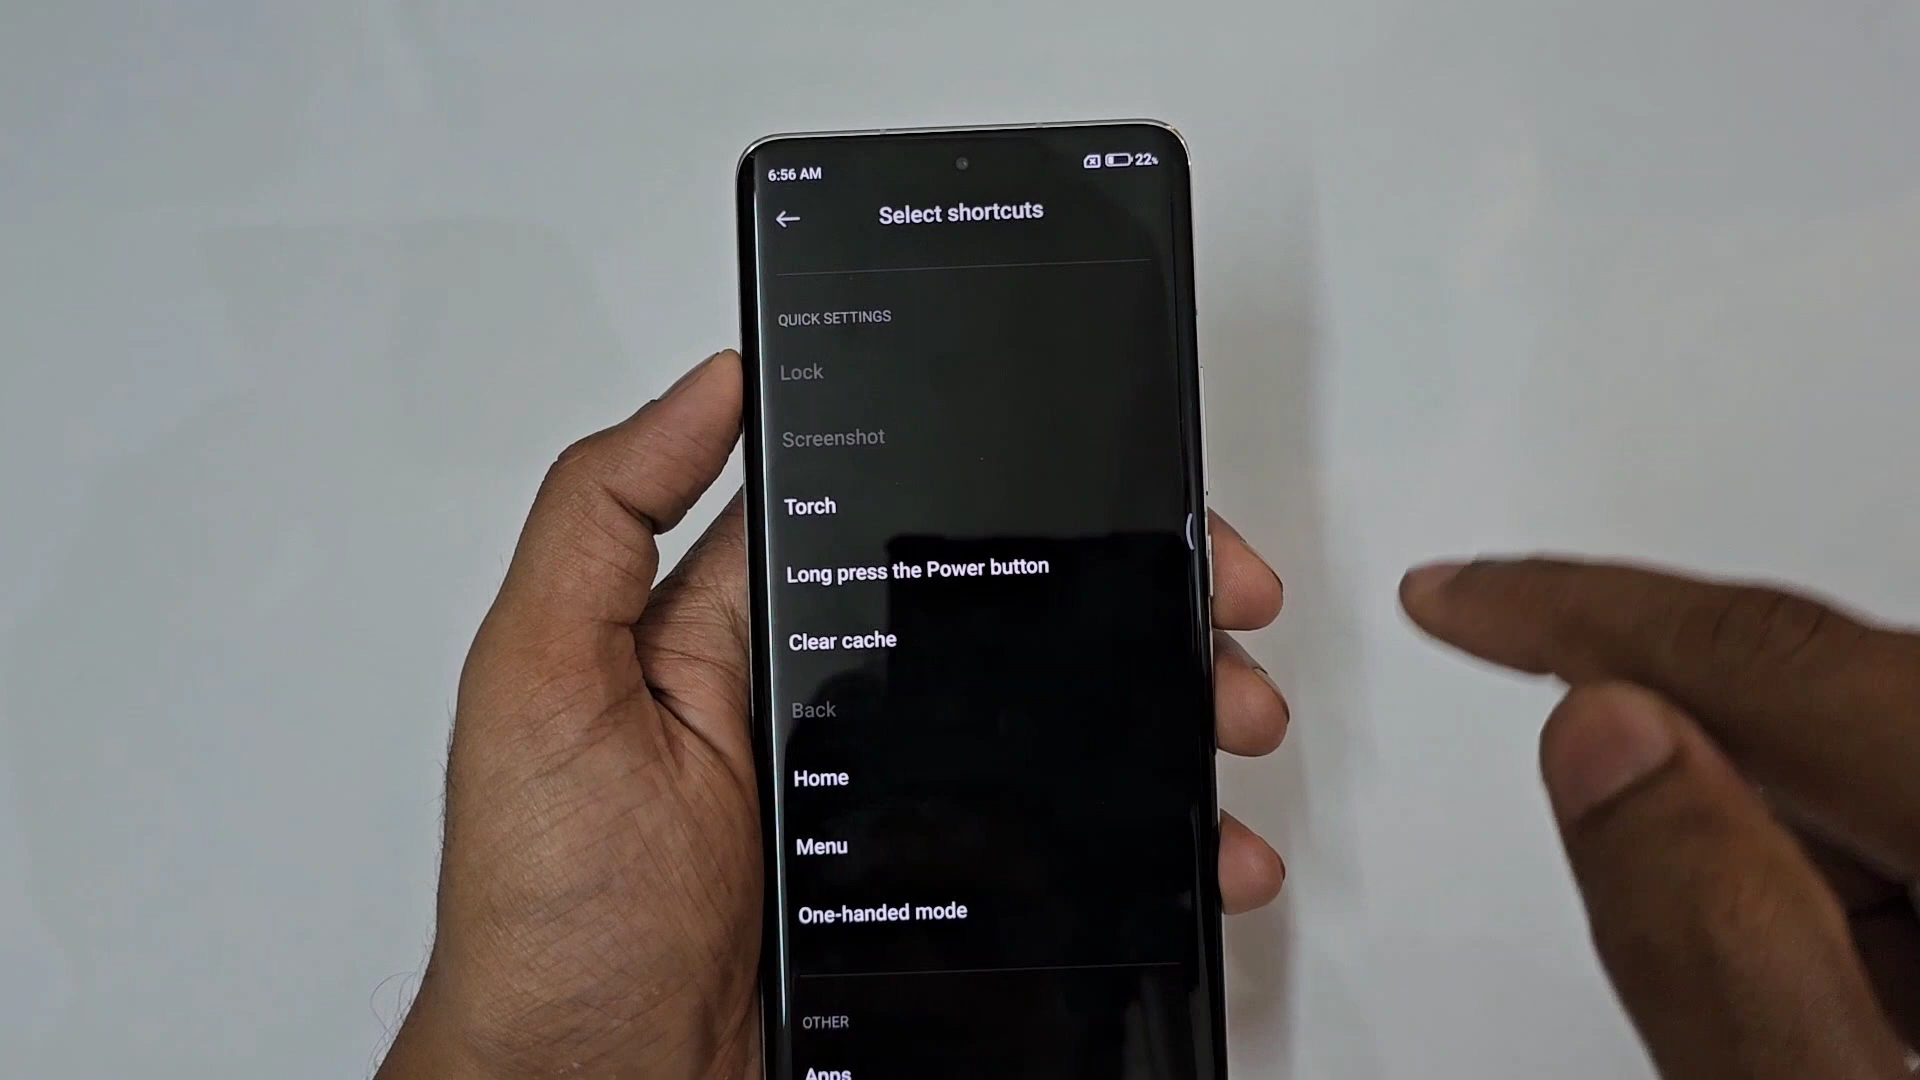 6:56 AM
22%
Select shortcuts
QUICK SETTINGS
Lock
Screenshot
Torch
Long press the Power button
Clear cache
Back
Home
Menu
One-handed mode
OTHER
Apps